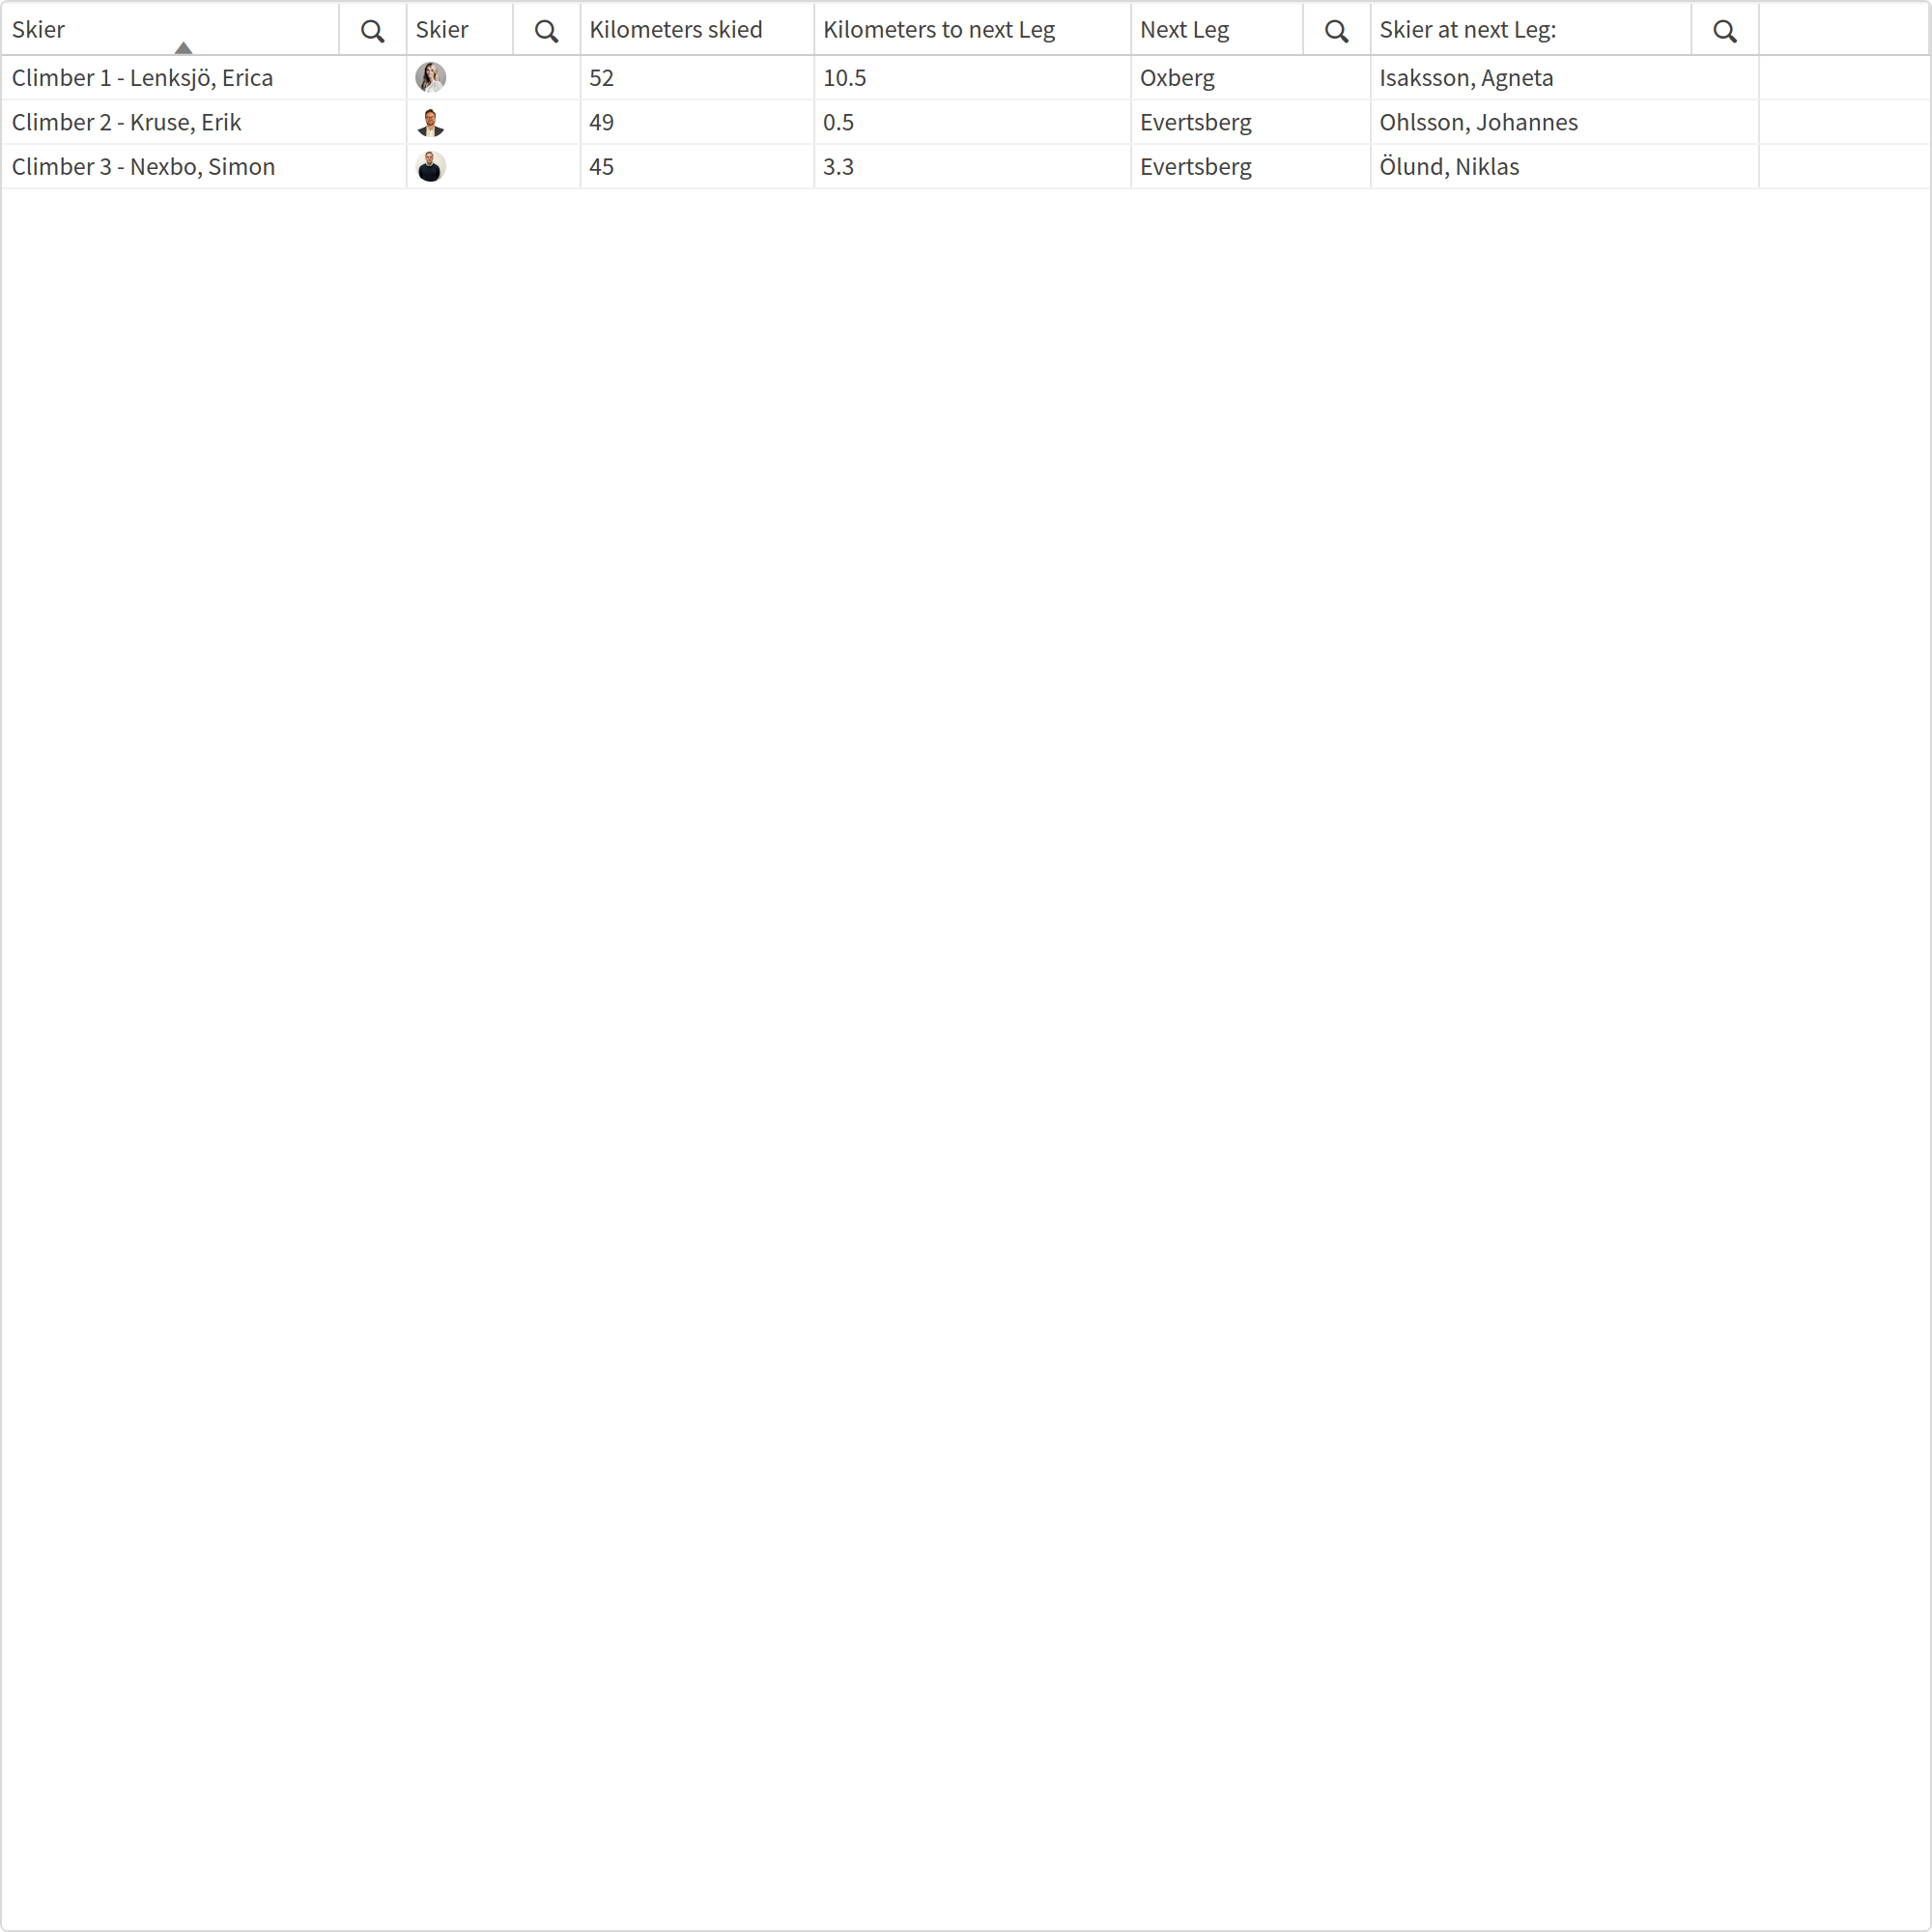 Skier Skier Kilometers skied Kilometers to next Leg Next Leg Skier at next Leg:
Climber 1 - Lenksjö, Erica 52 10.5 Oxberg Isaksson, Agneta
Climber 2 - Kruse, Erik 49 0.5 Evertsberg Ohlsson, Johannes
Climber 3 - Nexbo, Simon 45 3.3 Evertsberg Ölund, Niklas